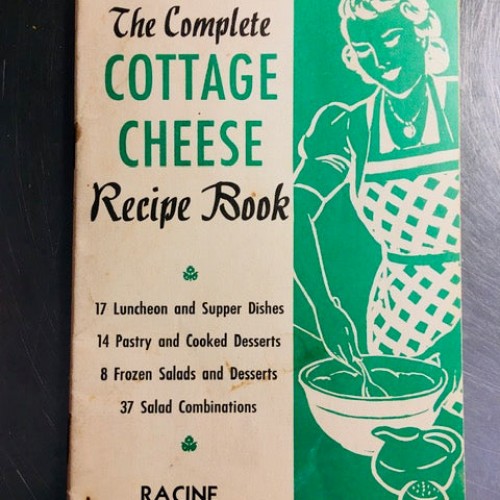 The Complete
COTTAGE
CHEESE
Recipe Book
17 Luncheon and Supper Dishes
14 Pastry and Cooked Desserts
8 Frozen Salads and Desserts
37 Salad Combinations
RACINE